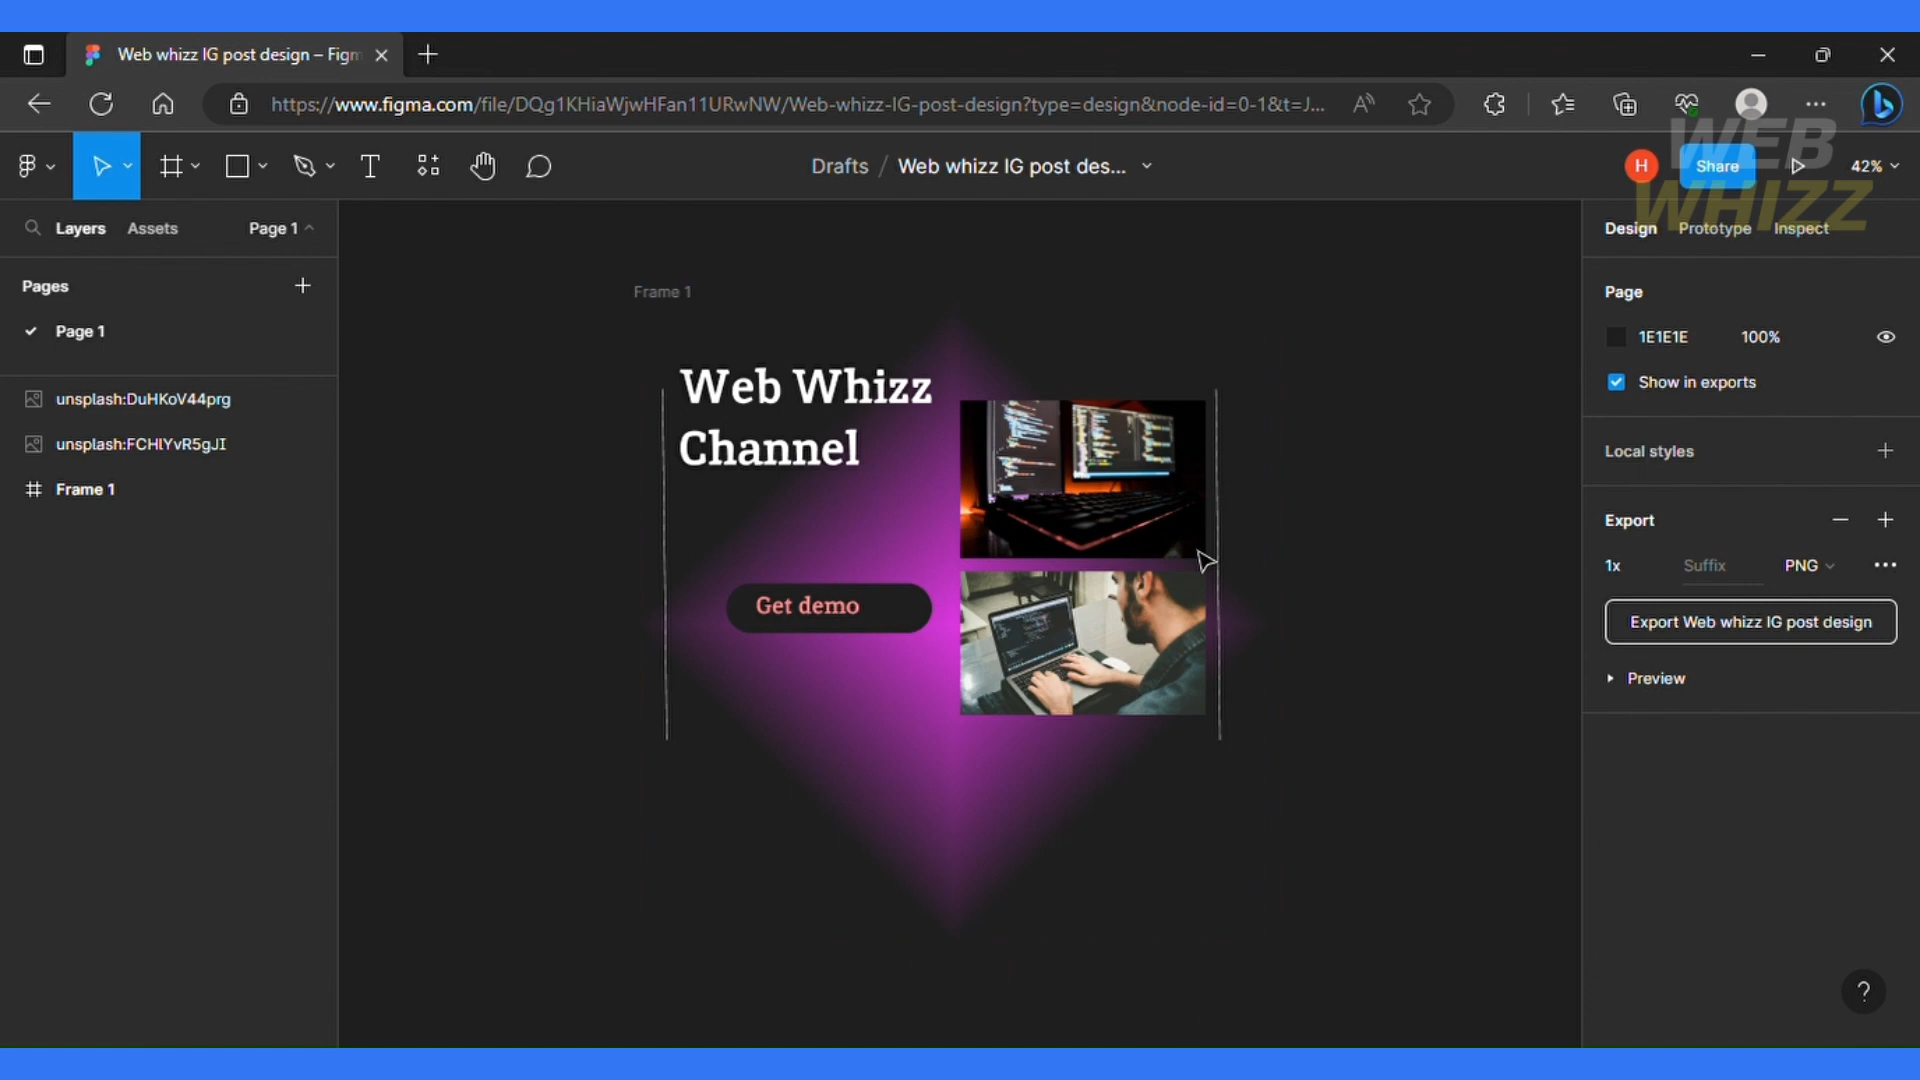 Web whizz IG post design – Figm
https://www.figma.com/file/DQg1KHiaWjwHFan11URwNW/Web-whizz-IG-post-design?type=design&node-id=0-1&t=J...
WEB
WHIZZ
Drafts / Web whizz IG post des...
H
Share
42%
Layers
Assets
Page 1
Design
Prototype
Inspect
Pages
Page 1
unsplash:DuHKoV44prg
unsplash:FCHlYvR5gJI
Frame 1
Frame 1
Web Whizz
Channel
Get demo
Page
1E1E1E
100%
Show in exports
Local styles
Export
1x
Suffix
PNG
Export Web whizz IG post design
Preview
?